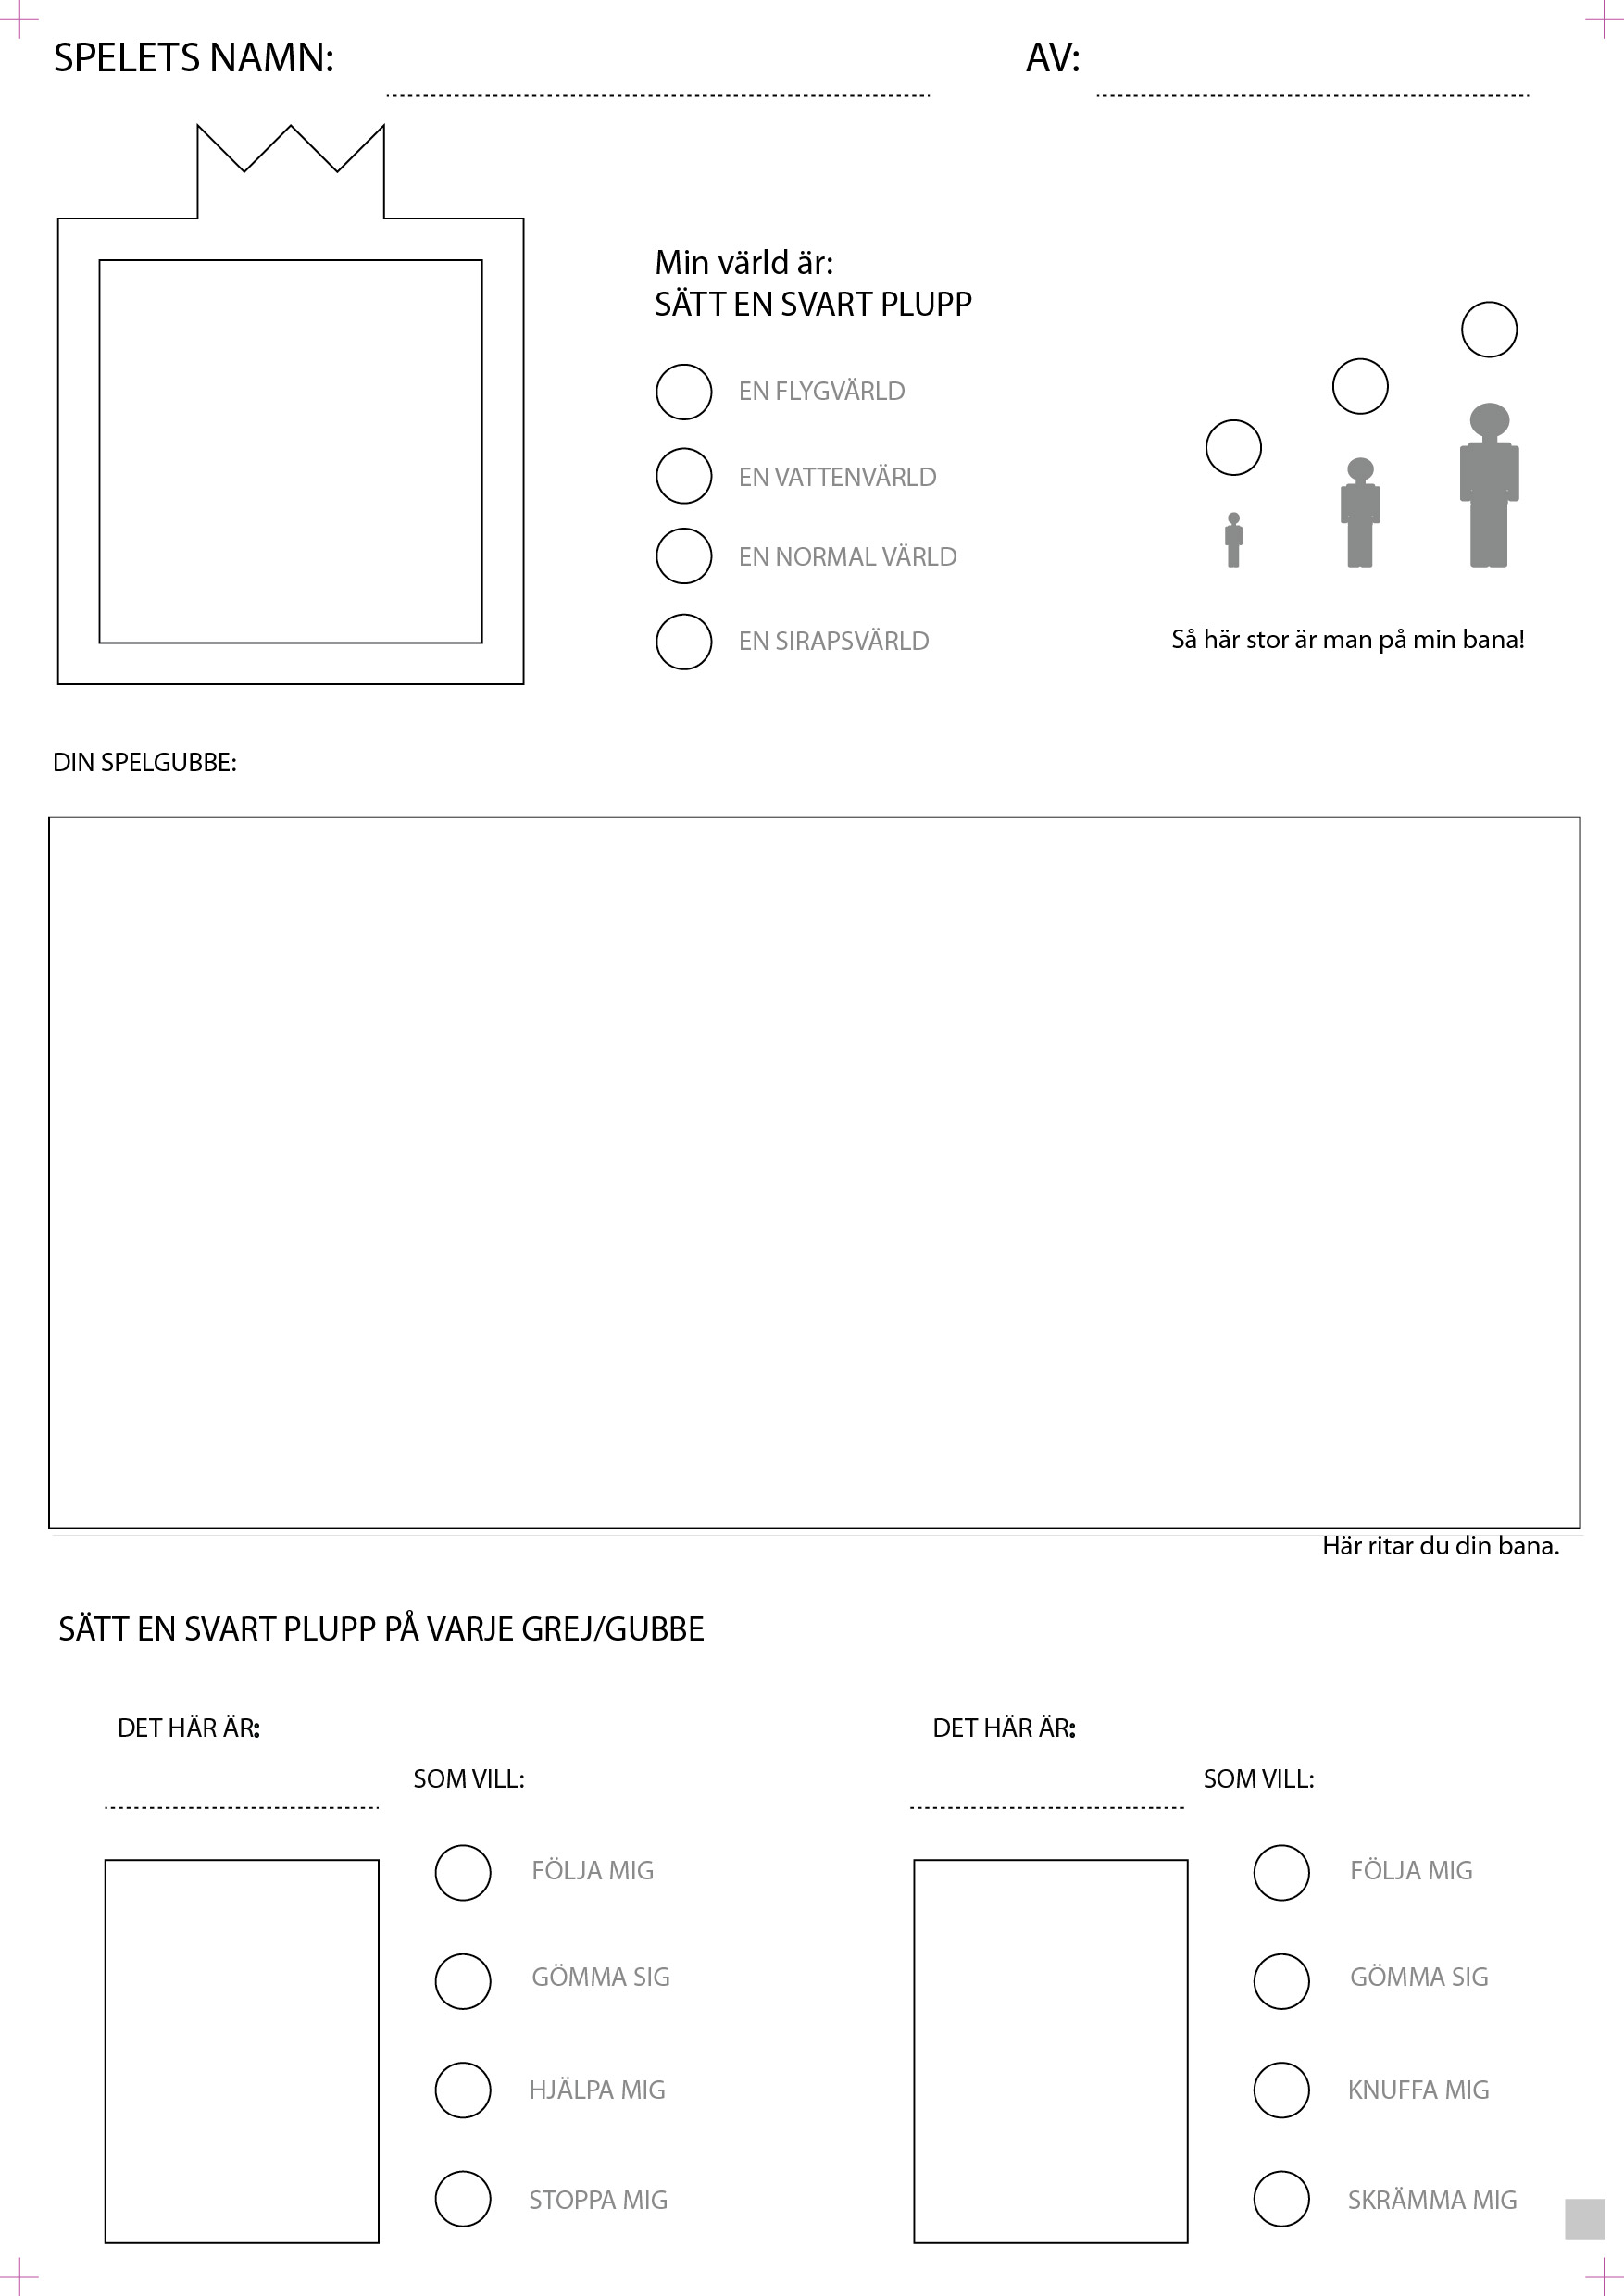 SPELETS NAMN:
AV:
Min värld är:
SÄTT EN SVART PLUPP
EN FLYGVÄRLD
EN VATTENVÄRLD
EN NORMAL VÄRLD
EN SIRAPSVÄRLD
Så här stor är man på min bana!
DIN SPELGUBBE:
Här ritar du din bana.
SÄTT EN SVART PLUPP PÅ VARJE GREJ/GUBBE
DET HÄR ÄR:
SOM VILL:
FÖLJA MIG
GÖMMA SIG
HJÄLPA MIG
STOPPA MIG
DET HÄR ÄR:
SOM VILL:
FÖLJA MIG
GÖMMA SIG
KNUFFA MIG
SKRÄMMA MIG